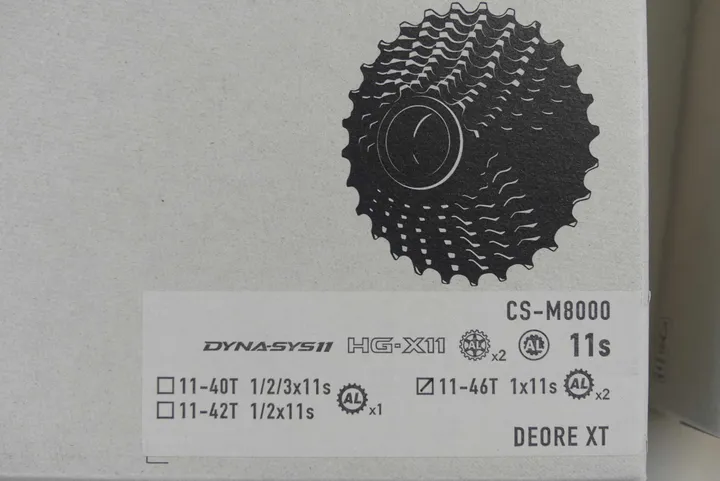 CS-M8000
DYNA-SYS11 HG-X11 AL x2 AL 11s
11-40T 1/2/3x11s AL x1 11-46T 1x11s AL x2
11-42T 1/2x11s
DEORE XT